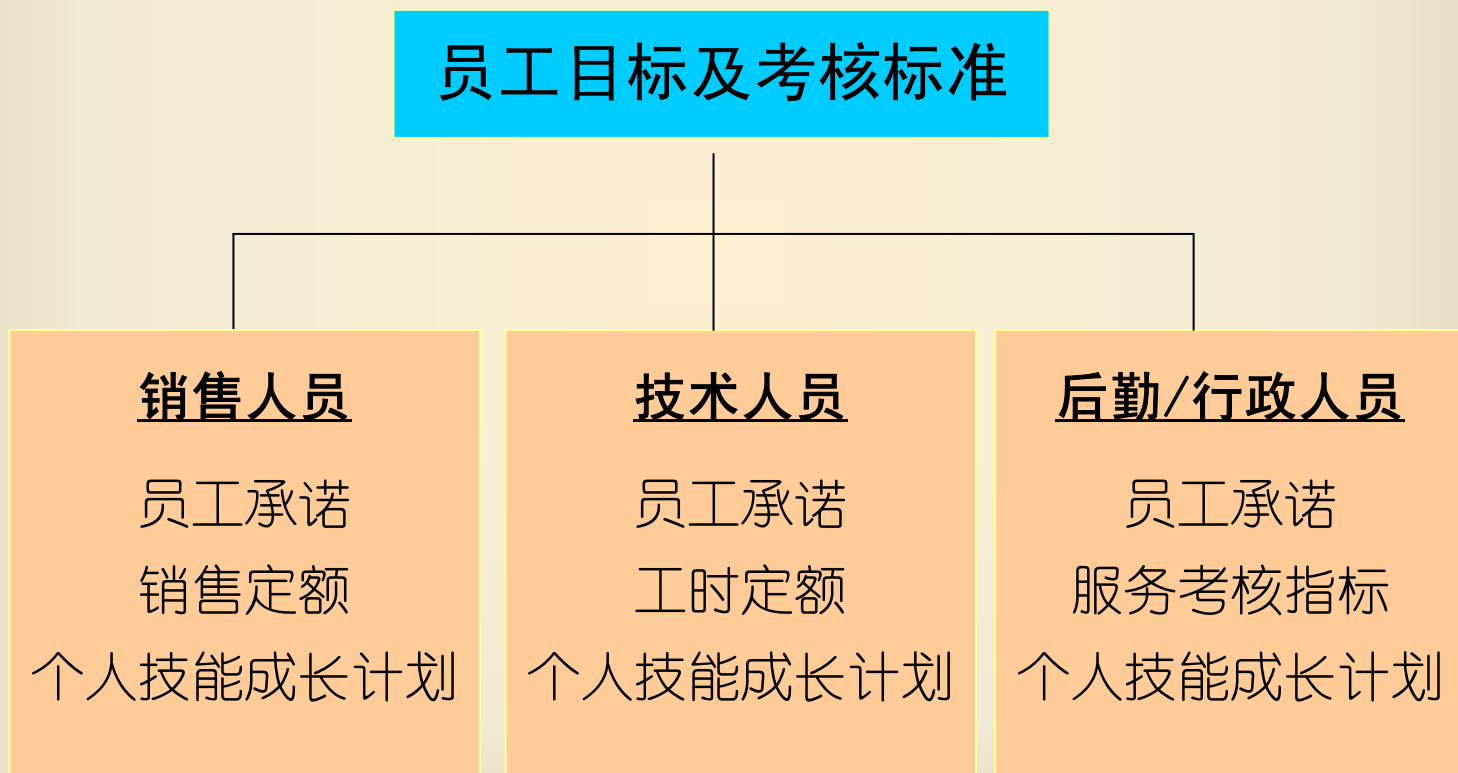 员工目标及考核标准
销售人员
员工承诺
销售定额
个人技能成长计划
技术人员
员工承诺
工时定额
个人技能成长计划
后勤/行政人员
员工承诺
服务考核指标
个人技能成长计划